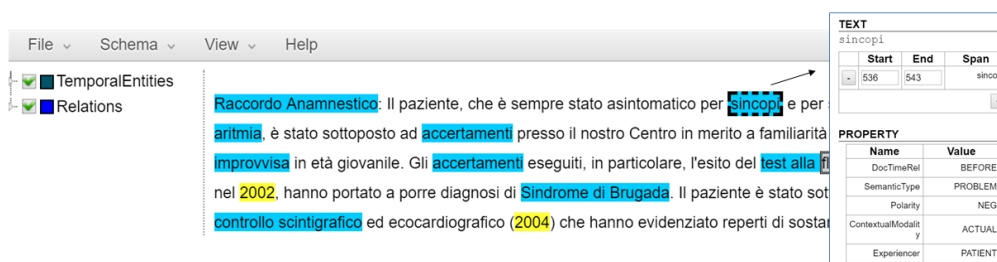 File Schema View Help
TemporalEntities
Relations
Raccordo Anamnestico: Il paziente, che è sempre stato asintomatico per sincopi e per
aritmia, è stato sottoposto ad accertamenti presso il nostro Centro in merito a familiarità
improvvisa in età giovanile. Gli accertamenti eseguiti, in particolare, l'esito del test alla
nel 2002, hanno portato a porre diagnosi di Sindrome di Brugada. Il paziente è stato sot
controllo scintigrafico ed ecocardiografico (2004) che hanno evidenziato reperti di sostan
TEXT
sincopi
Start End Span
- 536 543 sinco
PROPERTY
Name Value
DocTimeRel BEFORE
SemanticType PROBLEM
Polarity NEG
ContextualModalit
y ACTUAL
Experiencer PATIENT